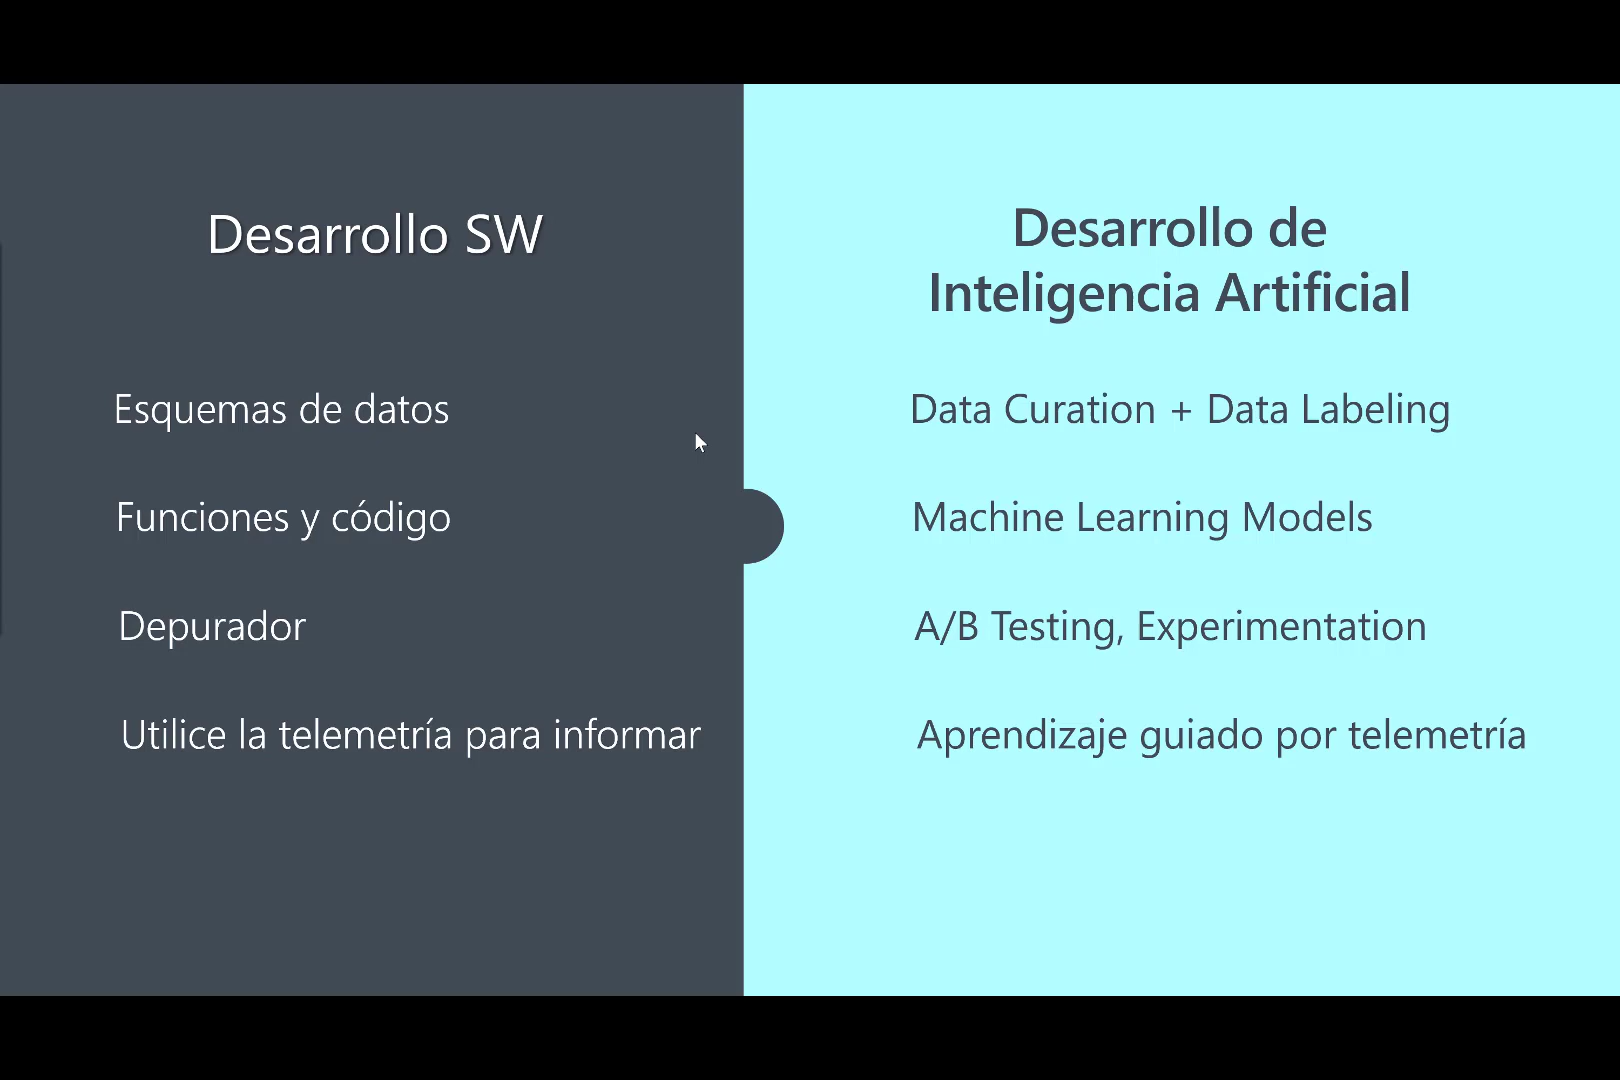 Desarrollo SW
Esquemas de datos
Funciones y código
Depurador
Utilice la telemetría para informar
Desarrollo de
Inteligencia Artificial
Data Curation + Data Labeling
Machine Learning Models
A/B Testing, Experimentation
Aprendizaje guiado por telemetría